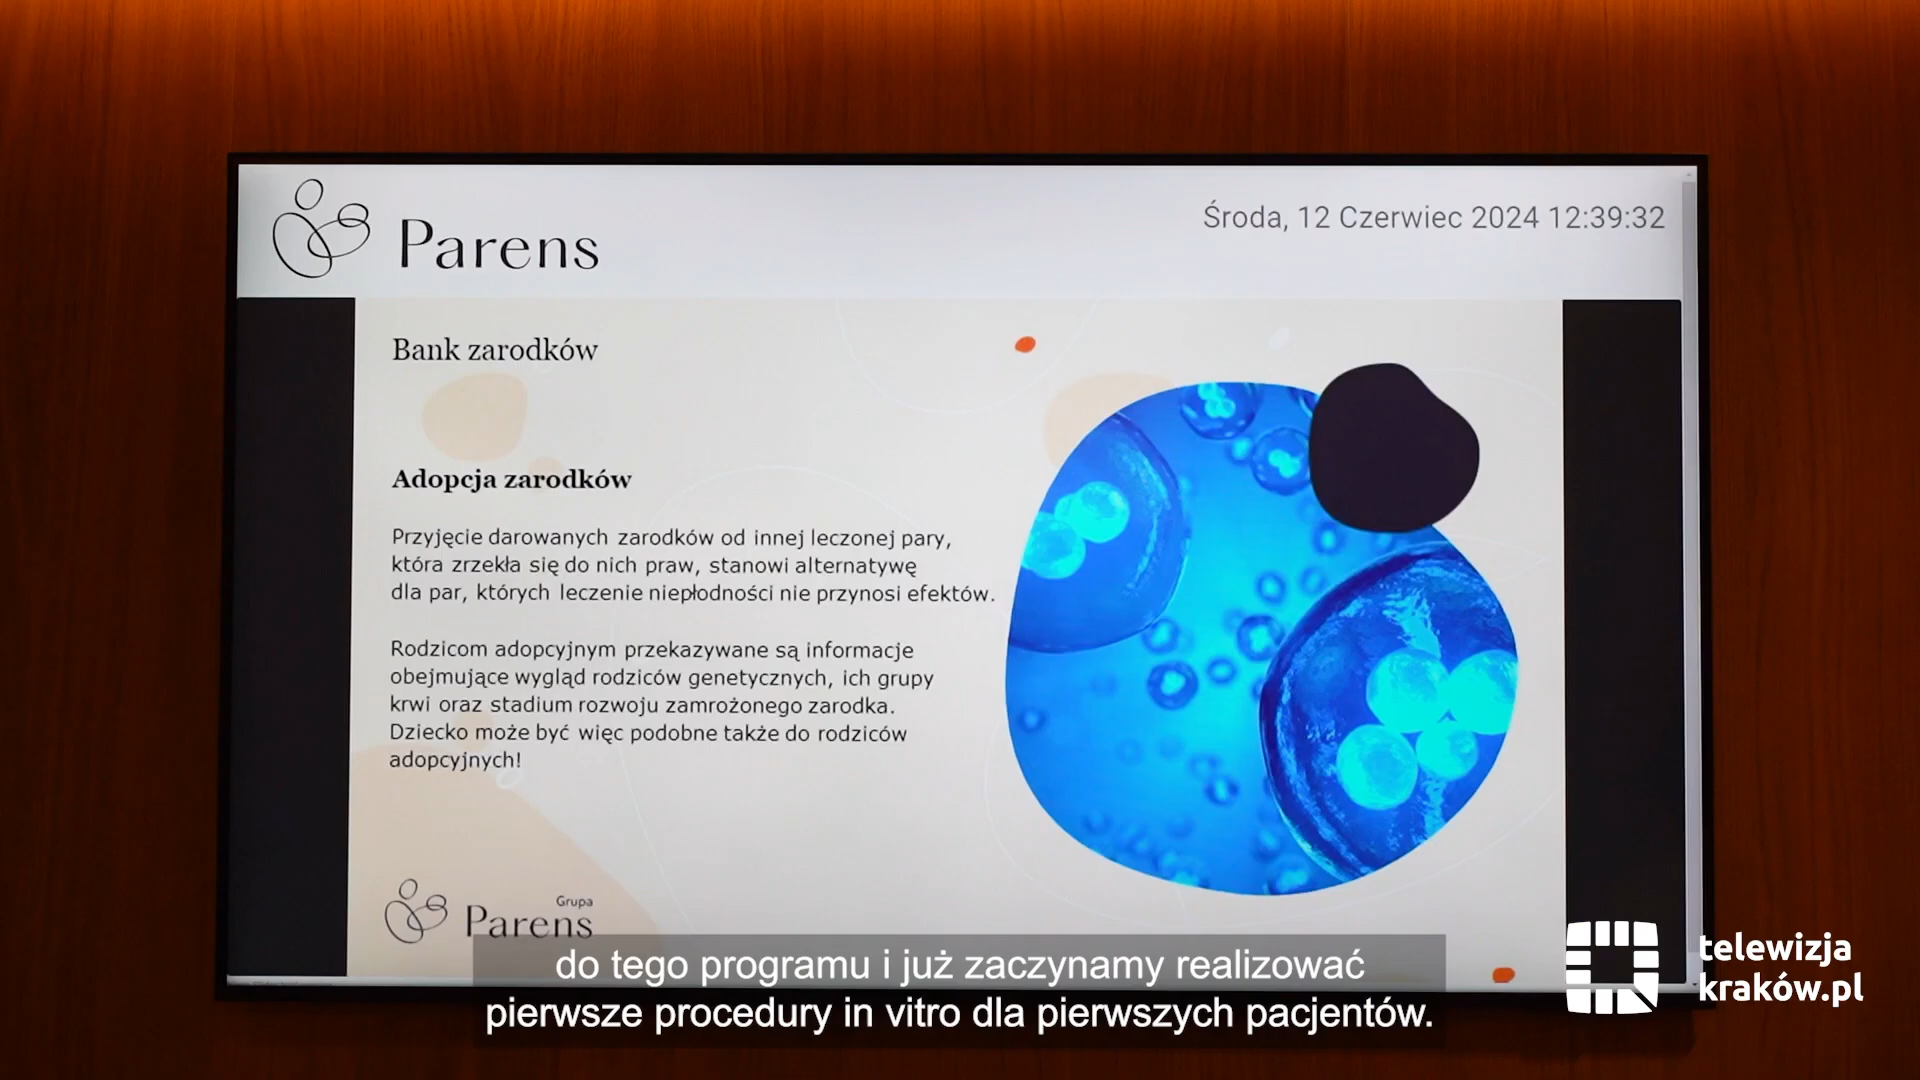 Parens
Środa, 12 Czerwiec 2024 12:39:32
Bank zarodków
Adopcja zarodków
Przyjęcie darowanych zarodków od innej leczonej pary,
która zrzekła się do nich praw, stanowi alternatywę
dla par, których leczenie niepłodności nie przynosi efektów.
Rodzicom adopcyjnym przekazywane są informacje
obejmujące wygląd rodziców genetycznych, ich grupy
krwi oraz stadium rozwoju zamrożonego zarodka.
Dziecko może być więc podobne także do rodziców
adopcyjnych!
Grupa
Parens
do tego programu i już zaczynamy realizować
pierwsze procedury in vitro dla pierwszych pacjentów.
telewizja
kraków.pl